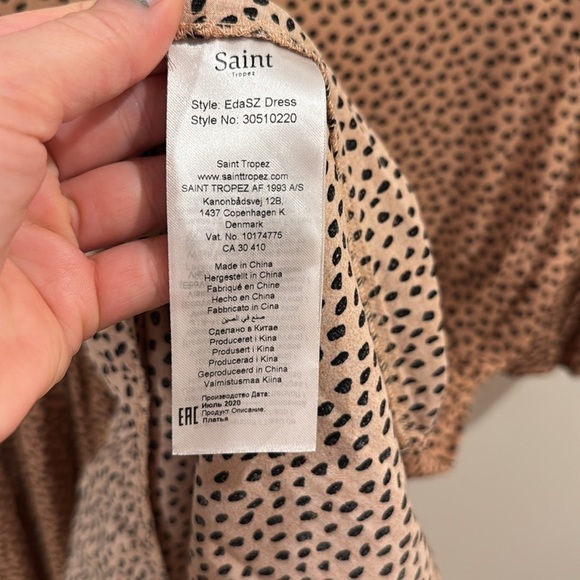 Saint
Tropez
Style: EdaSZ Dress
Style No: 30510220
Saint Tropez
www.sainttropez.com
SAINT TROPEZ AF 1993 A/S
Kanonbådsvej 12B,
1437 Copenhagen K
Denmark
Vat. No. 10174775
CA 30 410
Made in China
Hergestellt in China
Fabriqué en Chine
Hecho en China
Fabbricato in Cina
صنع في الصين
Сделано в Китае
Produceret i Kina
Produsert i Kina
Producerad i Kina
Geproduceerd in China
Valmistusmaa Kiina
Производство Дата:
Июль 2020
Продукт Описание:
Платья
EAC